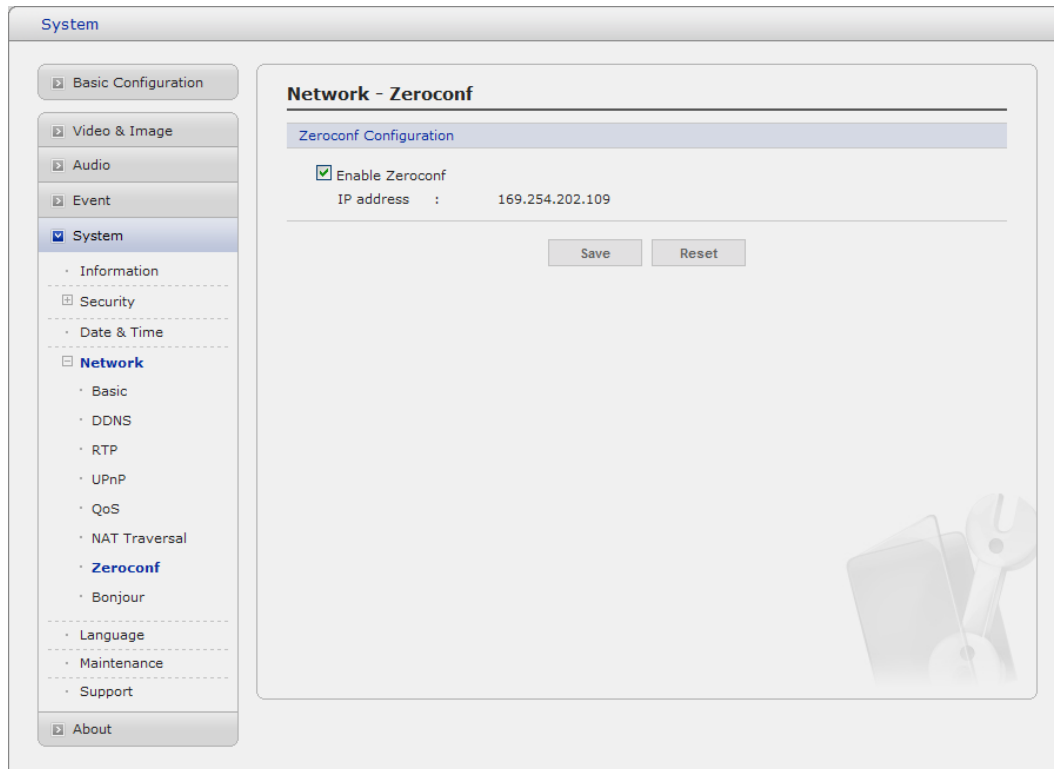 System
Basic Configuration
Video & Image
Audio
Event
System
Information
Security
Date & Time
Network
Basic
DDNS
RTP
UPnP
QoS
NAT Traversal
Zeroconf
Bonjour
Language
Maintenance
Support
About
Network - Zeroconf
Zeroconf Configuration
Enable Zeroconf
IP address : 169.254.202.109
Save Reset